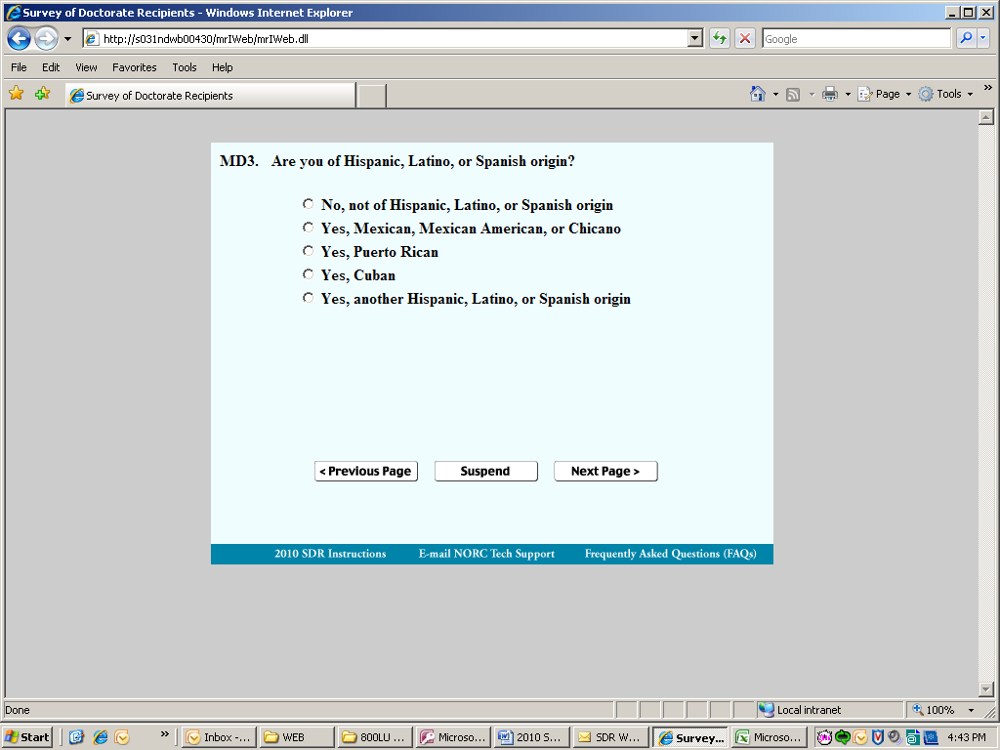 Survey of Doctorate Recipients - Windows Internet Explorer
http://s031ndwb00430/mrIWeb/mrIWeb.dll
Google
File Edit View Favorites Tools Help
Survey of Doctorate Recipients
Page Tools »
MD3. Are you of Hispanic, Latino, or Spanish origin?
No, not of Hispanic, Latino, or Spanish origin
Yes, Mexican, Mexican American, or Chicano
Yes, Puerto Rican
Yes, Cuban
Yes, another Hispanic, Latino, or Spanish origin
< Previous Page Suspend Next Page >
2010 SDR Instructions E-mail NORC Tech Support Frequently Asked Questions (FAQs)
Done Local intranet 100%
Start » Inbox -... WEB 800LU ... Microso... 2010 S... SDR W... Survey... Microso... 4:43 PM